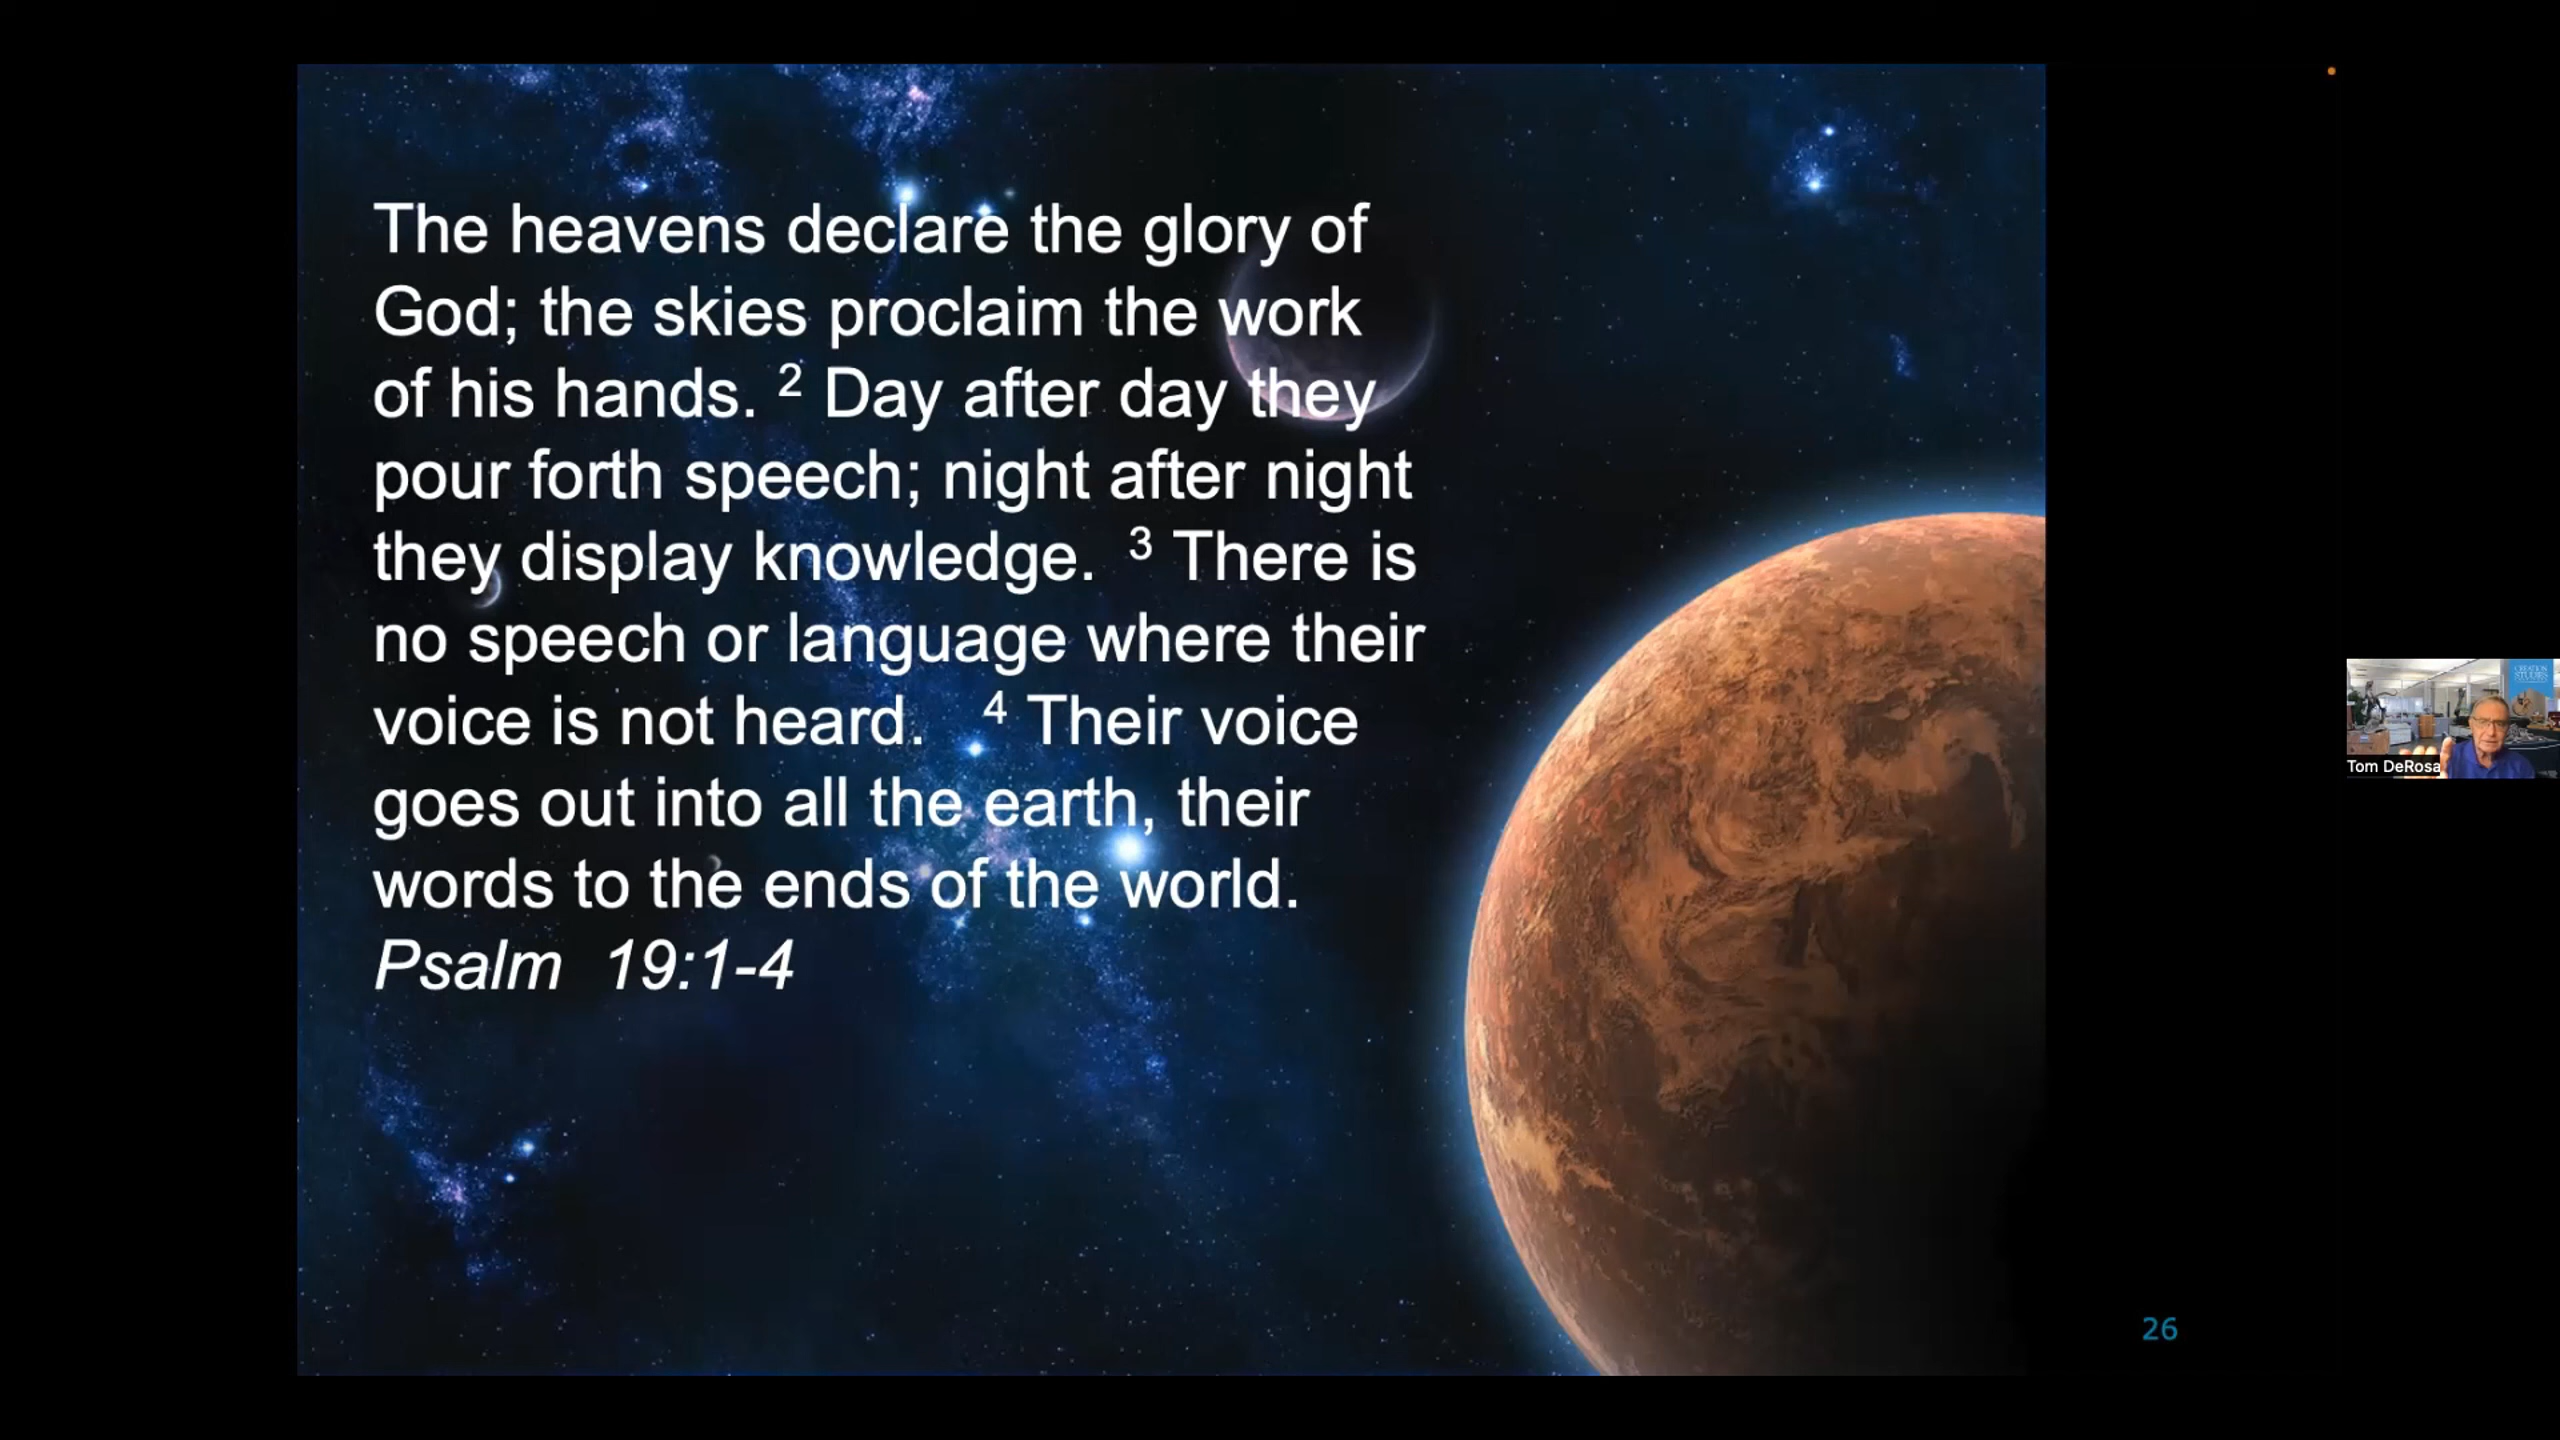 The heavens declare the glory of
God; the skies proclaim the work
of his hands. ² Day after day they
pour forth speech; night after night
they display knowledge. ³ There is
no speech or language where their
voice is not heard. ⁴ Their voice
goes out into all the earth, their
words to the ends of the world.
Psalm 19:1-4
CREATION
STUDIES
Tom DeRosa
26